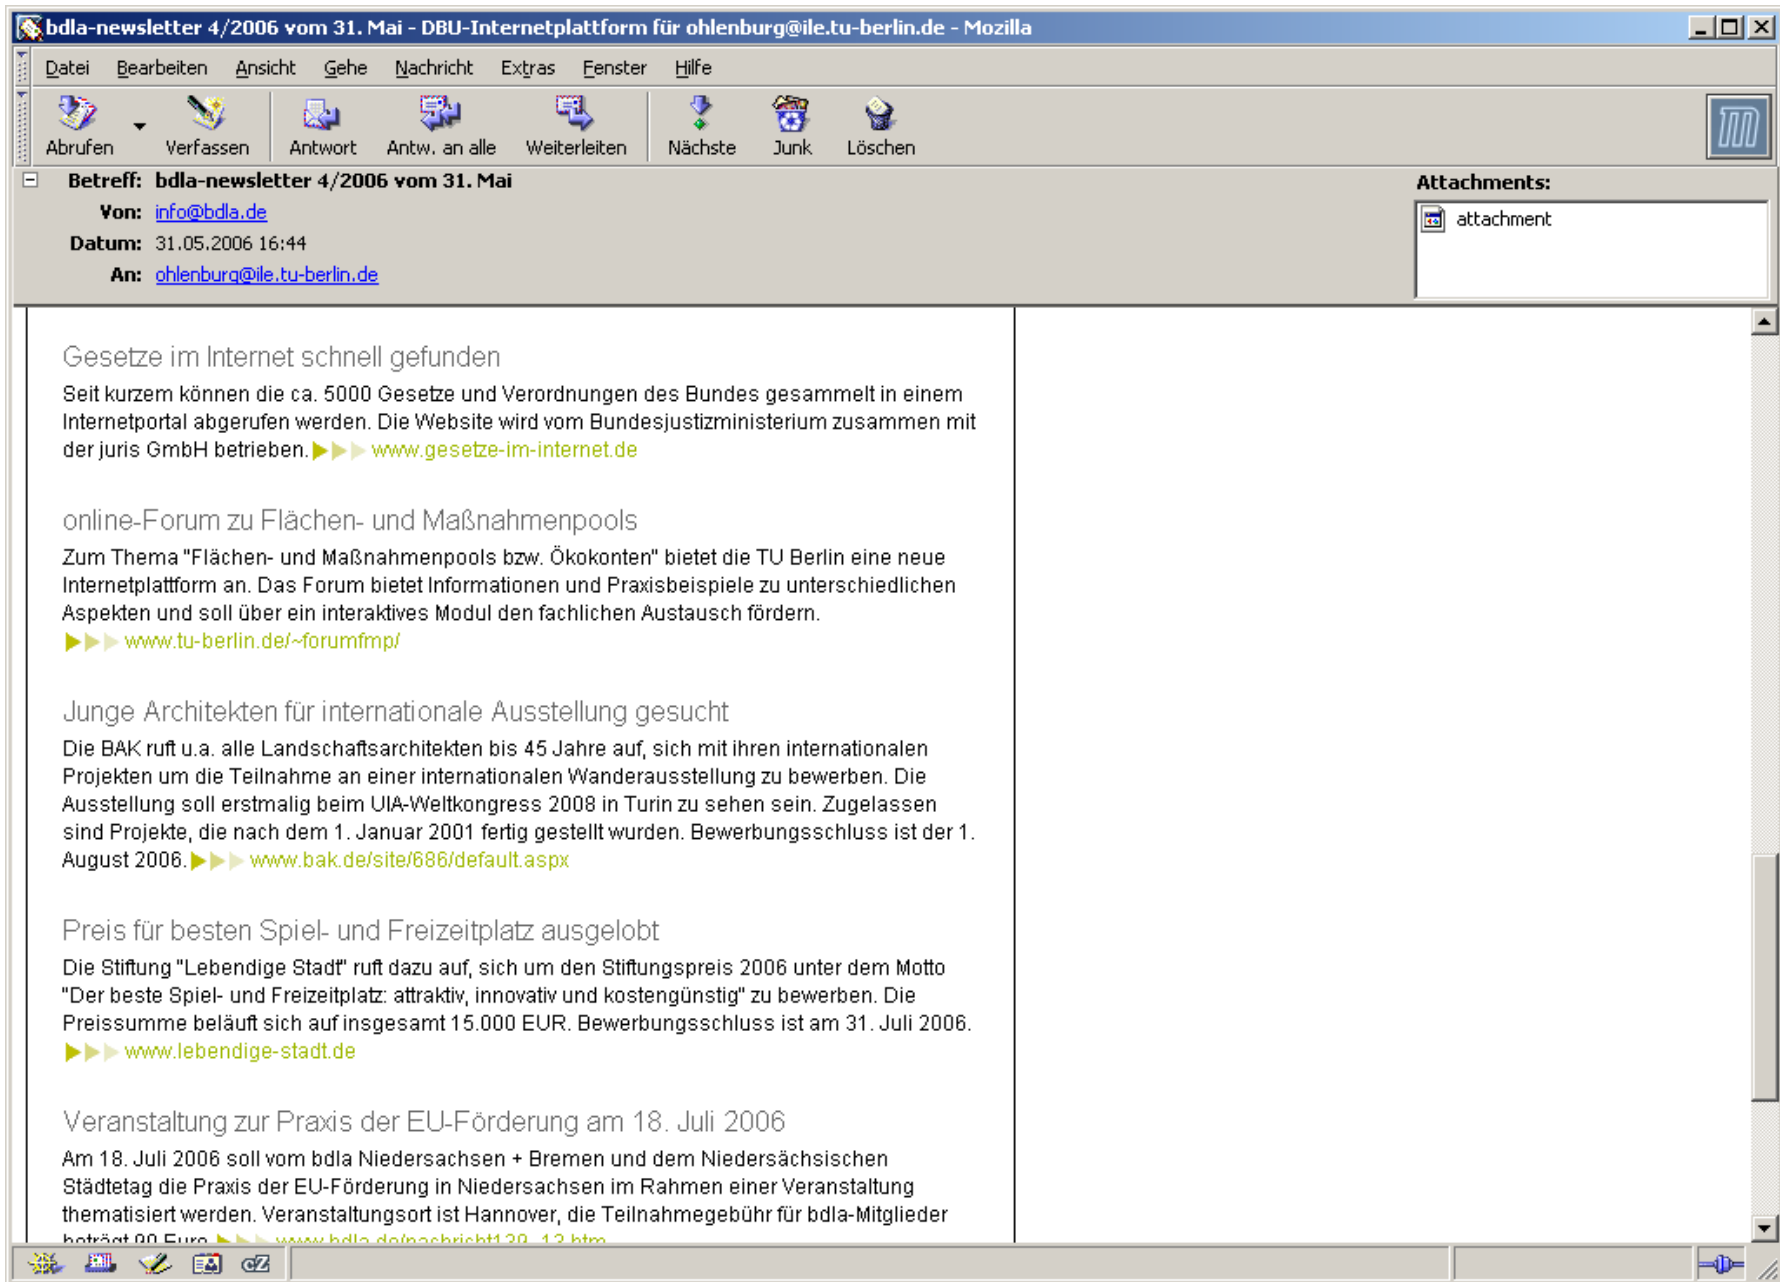 bdla-newsletter 4/2006 vom 31. Mai - DBU-Internetplattform für ohlenburg@ile.tu-berlin.de - Mozilla
Datei Bearbeiten Ansicht Gehe Nachricht Extras Fenster Hilfe
Abrufen Verfassen Antwort Antw. an alle Weiterleiten Nächste Junk Löschen
Betreff: bdla-newsletter 4/2006 vom 31. Mai
Von: info@bdla.de
Datum: 31.05.2006 16:44
An: ohlenburg@ile.tu-berlin.de
Attachments:
attachment
Gesetze im Internet schnell gefunden
Seit kurzem können die ca. 5000 Gesetze und Verordnungen des Bundes gesammelt in einem
Internetportal abgerufen werden. Die Website wird vom Bundesjustizministerium zusammen mit
der juris GmbH betrieben. www.gesetze-im-internet.de
online-Forum zu Flächen- und Maßnahmenpools
Zum Thema "Flächen- und Maßnahmenpools bzw. Ökokonten" bietet die TU Berlin eine neue
Internetplattform an. Das Forum bietet Informationen und Praxisbeispiele zu unterschiedlichen
Aspekten und soll über ein interaktives Modul den fachlichen Austausch fördern.
www.tu-berlin.de/~forumfmp/
Junge Architekten für internationale Ausstellung gesucht
Die BAK ruft u.a. alle Landschaftsarchitekten bis 45 Jahre auf, sich mit ihren internationalen
Projekten um die Teilnahme an einer internationalen Wanderausstellung zu bewerben. Die
Ausstellung soll erstmalig beim UIA-Weltkongress 2008 in Turin zu sehen sein. Zugelassen
sind Projekte, die nach dem 1. Januar 2001 fertig gestellt wurden. Bewerbungsschluss ist der 1.
August 2006. www.bak.de/site/686/default.aspx
Preis für besten Spiel- und Freizeitplatz ausgelobt
Die Stiftung "Lebendige Stadt" ruft dazu auf, sich um den Stiftungspreis 2006 unter dem Motto
"Der beste Spiel- und Freizeitplatz: attraktiv, innovativ und kostengünstig" zu bewerben. Die
Preissumme beläuft sich auf insgesamt 15.000 EUR. Bewerbungsschluss ist am 31. Juli 2006.
www.lebendige-stadt.de
Veranstaltung zur Praxis der EU-Förderung am 18. Juli 2006
Am 18. Juli 2006 soll vom bdla Niedersachsen + Bremen und dem Niedersächsischen
Städtetag die Praxis der EU-Förderung in Niedersachsen im Rahmen einer Veranstaltung
thematisiert werden. Veranstaltungsort ist Hannover, die Teilnahmegebühr für bdla-Mitglieder
beträgt 90 Euro. www.bdla.de/nachricht139_13.htm
cZ